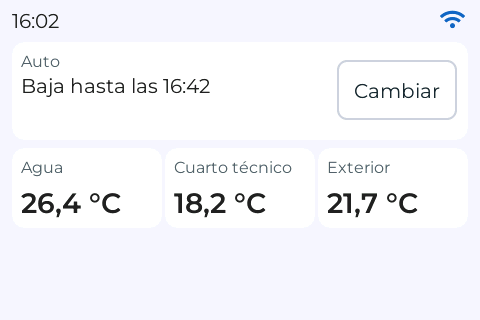 16:02
Auto
Baja hasta las 16:42
Cambiar
Agua
26,4 °C
Cuarto técnico
18,2 °C
Exterior
21,7 °C